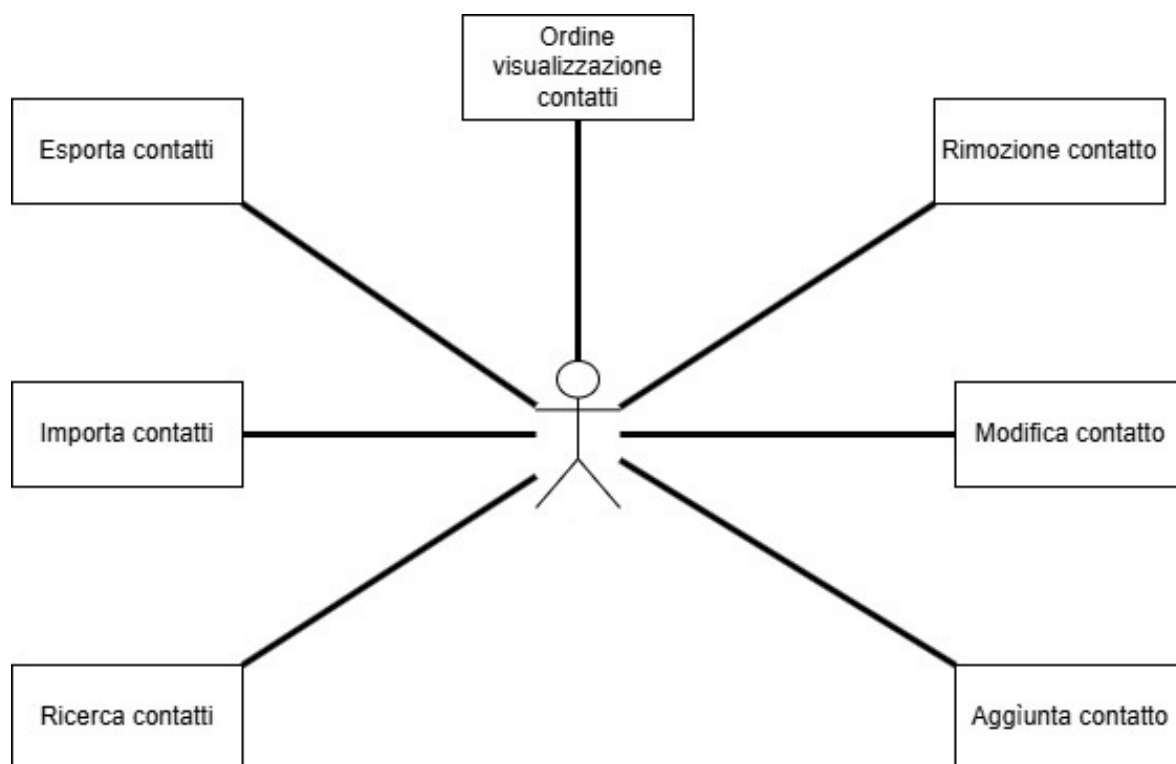 Ordine
visualizzazione
contatti
Esporta contatti
Rimozione contatto
Importa contatti
Modifica contatto
Ricerca contatti
Aggiunta contatto